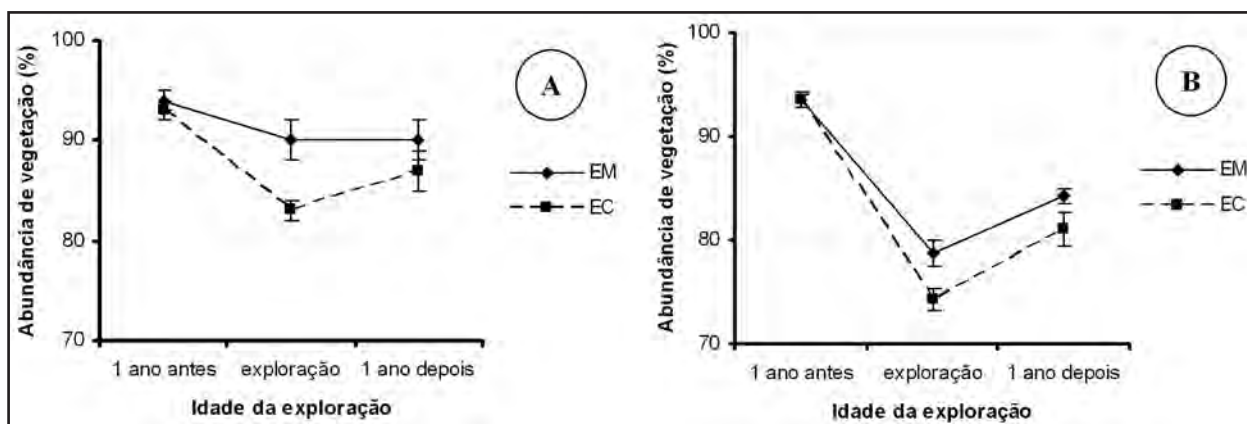 Abundância de vegetação (%)
100
90
80
70
1 ano antes
exploração
1 ano depois
Idade da exploração
A
EM
EC
Abundância de vegetação (%)
100
90
80
70
1 ano antes
exploração
1 ano depois
Idade da exploração
B
EM
EC